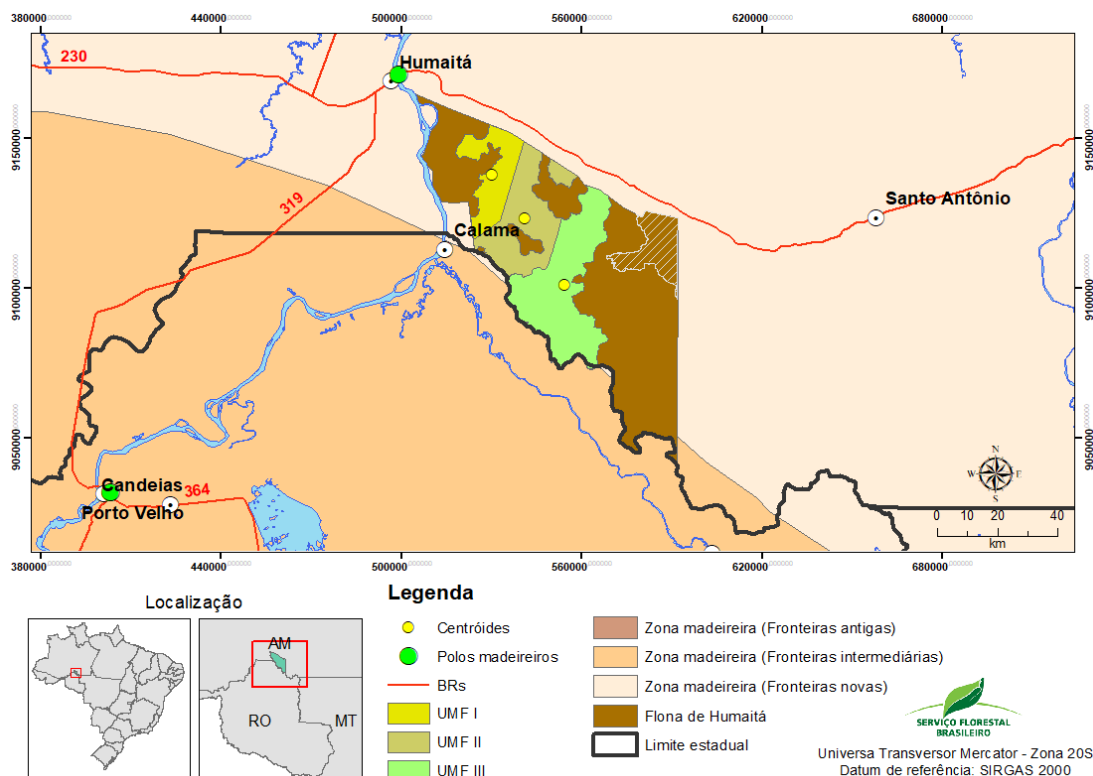 380000 440000 500000 560000 620000 680000
230
Humaitá
9150000 9150000
319
Santo Antônio
Calama
9100000 9100000
9050000 9050000
N
W E
S
Candeias
364
Porto Velho
0 10 20 40
km
380000 440000 500000 560000 620000 680000
Localização
AM
RO
MT
Legenda
Centróides
Polos madeireiros
BRs
UMF I
UMF II
UMF III
Zona madeireira (Fronteiras antigas)
Zona madeireira (Fronteiras intermediárias)
Zona madeireira (Fronteiras novas)
Flona de Humaitá
Limite estadual
SERVIÇO FLORESTAL
BRASILEIRO
Universa Transversor Mercator - Zona 20S
Datum de referência: SIRGAS 2000